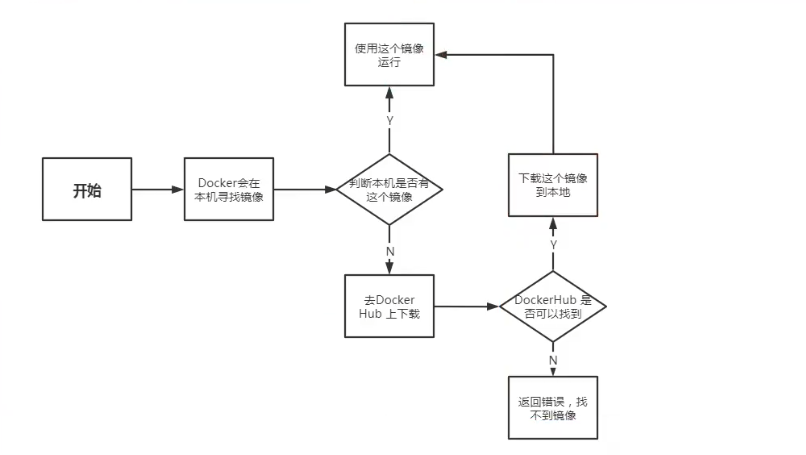 使用这个镜像
运行
Y
开始
Docker会在
本机寻找镜像
判断本机是否有
这个镜像
下载这个镜像
到本地
N
Y
去Docker
Hub 上下载
DockerHub 是
否可以找到
N
返回错误，找
不到镜像